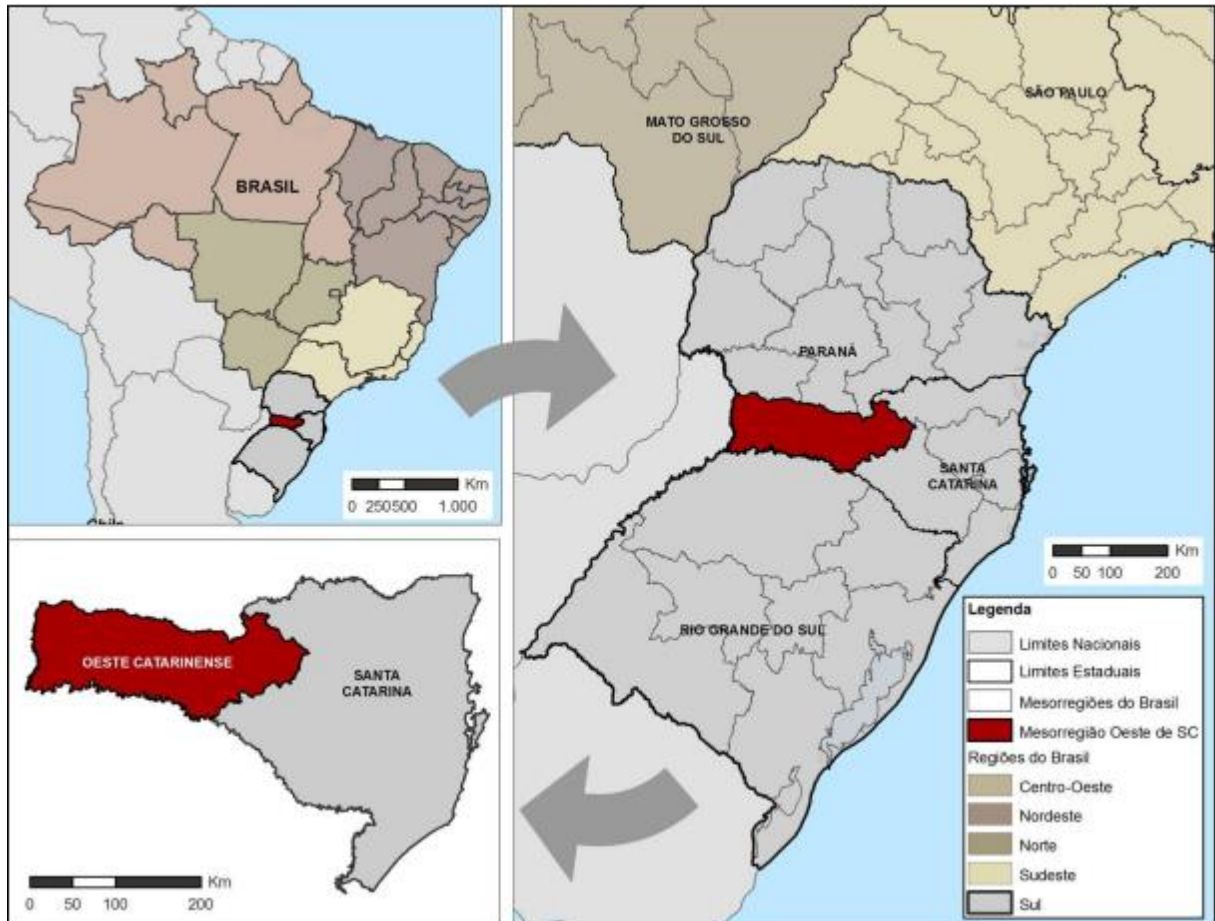 BRASIL
Chile
Km
0 250500 1.000
MATO GROSSO
DO SUL
SÃO PAULO
PARANÁ
SANTA
CATARINA
RIO GRANDE DO SUL
Km
0 50 100 200
OESTE CATARINENSE
SANTA
CATARINA
Km
0 50 100 200
Legenda
Limites Nacionais
Limites Estaduais
Mesorregiões do Brasil
Mesorregião Oeste de SC
Regiões do Brasil
Centro-Oeste
Nordeste
Norte
Sudeste
Sul